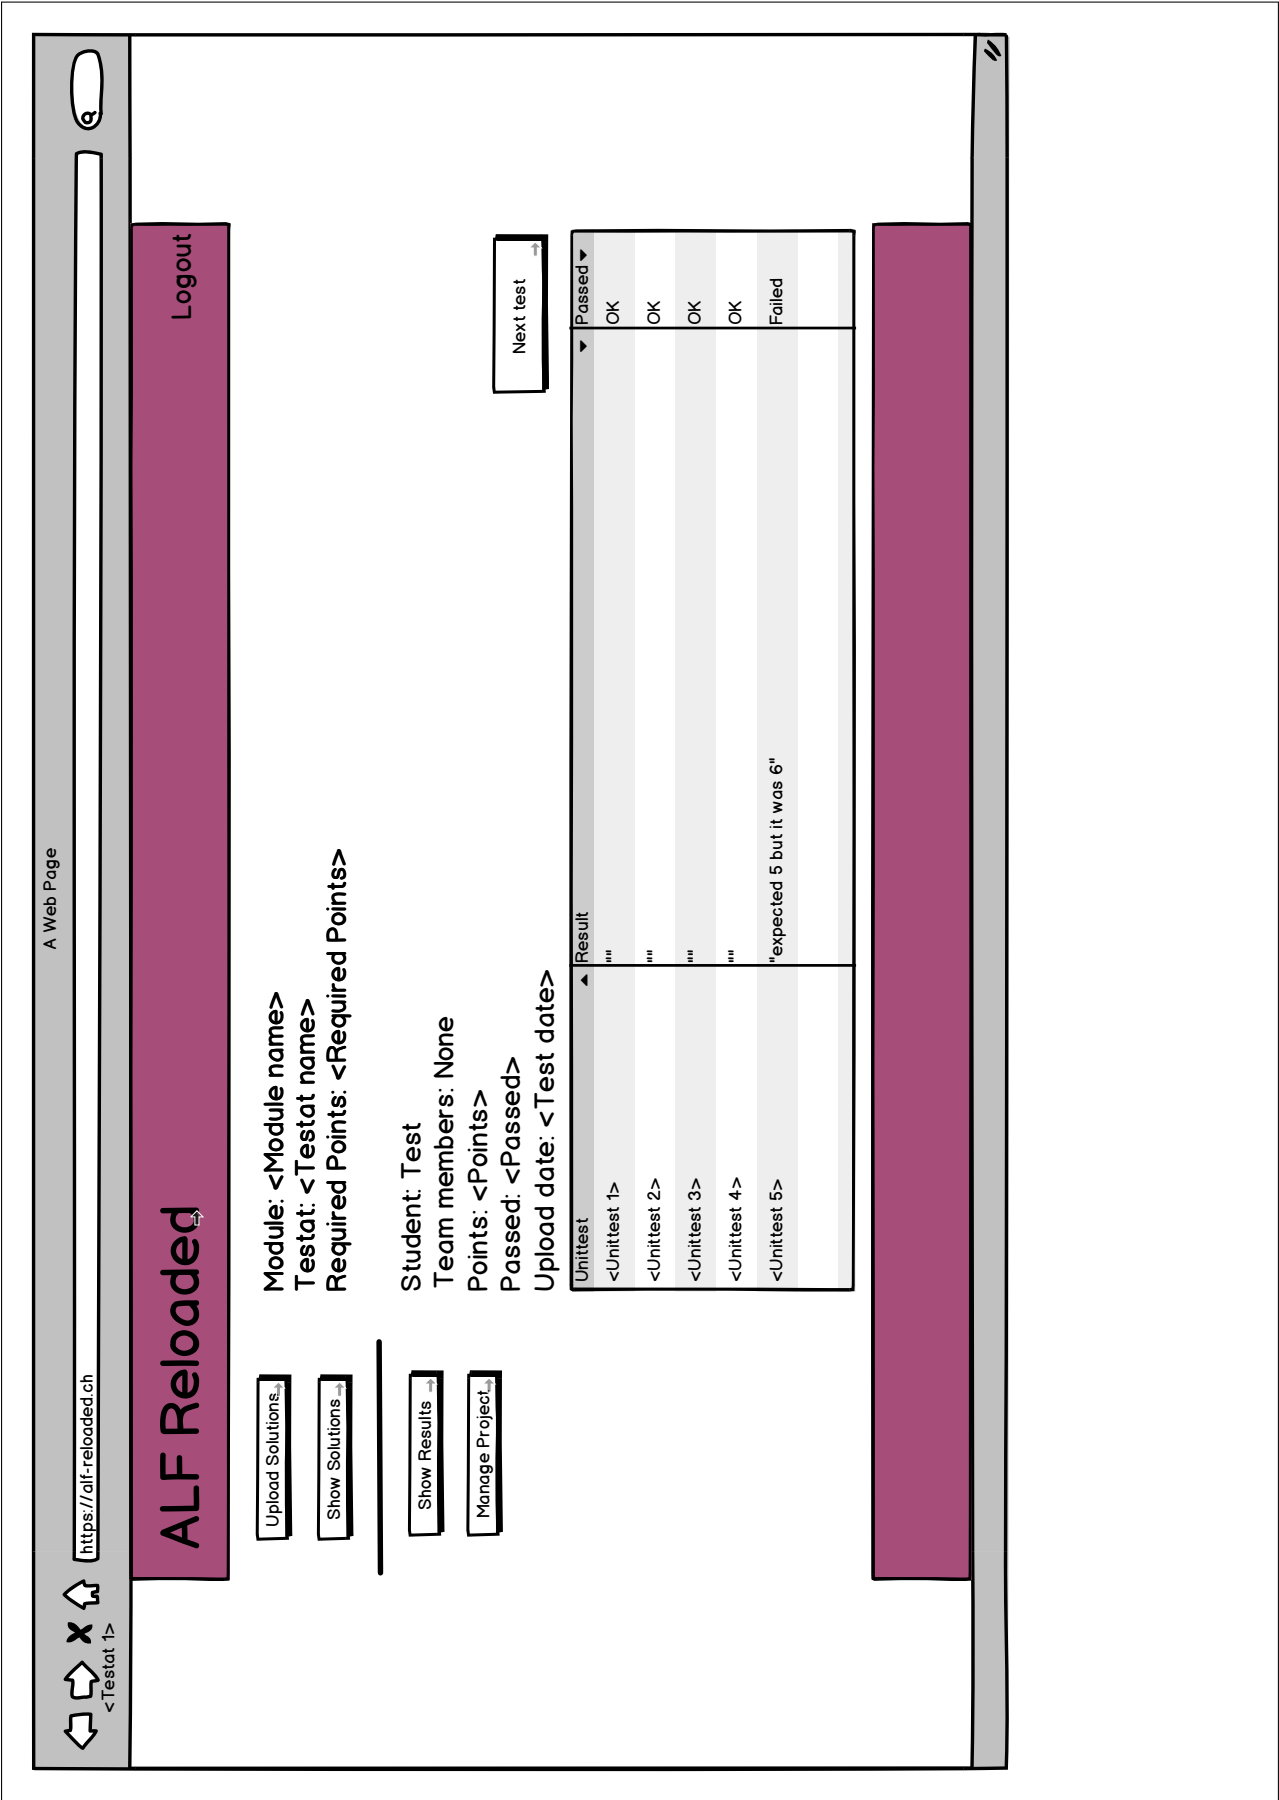 A Web Page
https://alf-reloaded.ch
<Testat 1>
ALF Reloaded
Logout
Upload Solutions
Show Solutions
Show Results
Manage Project
Module: <Module name>
Testat: <Testat name>
Required Points: <Required Points>
Student: Test
Team members: None
Points: <Points>
Passed: <Passed>
Upload date: <Test date>
Next test
Unittest Result Passed
<Unittest 1> "" OK
<Unittest 2> "" OK
<Unittest 3> "" OK
<Unittest 4> "" OK
<Unittest 5> "expected 5 but it was 6" Failed